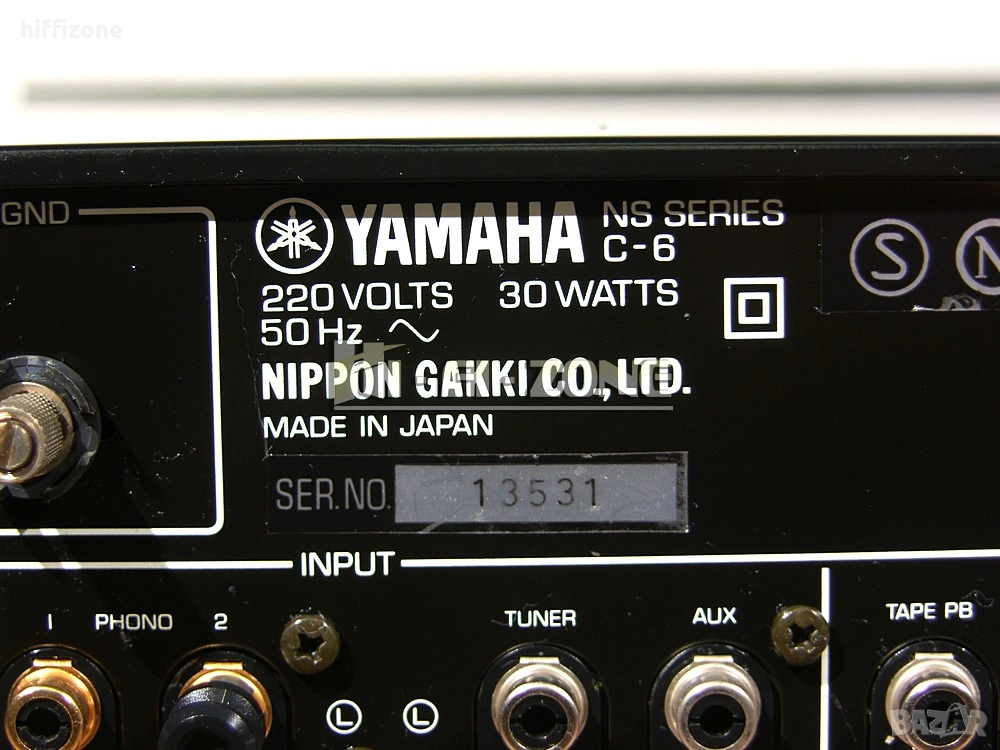 hiffizone
GND
YAMAHA NS SERIES
C-6
220 VOLTS 30 WATTS
50 Hz
NIPPON GAKKI CO., LTD.
MADE IN JAPAN
SER. NO. 13531
INPUT
1 PHONO 2 TUNER AUX TAPE PB
L L
S N
BAZAR